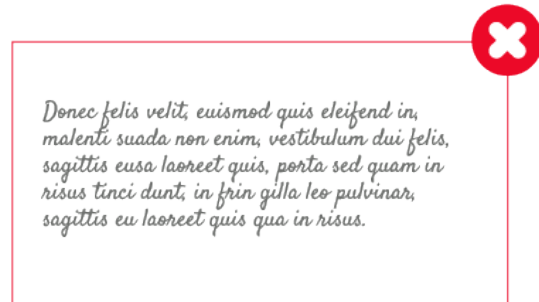 Donec felis velit, euismod quis eleifend in,
malenti suada non enim, vestibulum dui felis,
sagittis eusa laoreet quis, porta sed quam in
risus tinci dunt, in frin gilla leo pulvinar,
sagittis eu laoreet quis qua in risus.